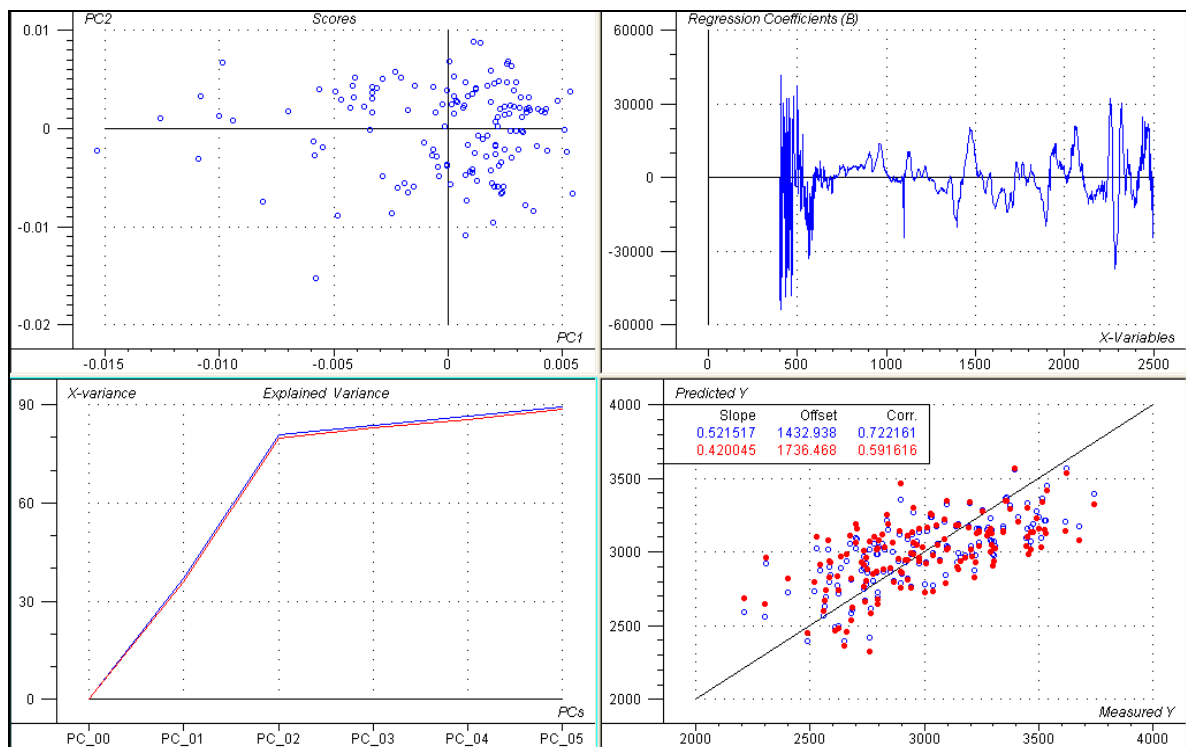 PC2 Scores
0.01
0
-0.01
-0.02
PC1
-0.015 -0.010 -0.005 0 0.005
Regression Coefficients (B)
60000
30000
0
-30000
-60000
X-Variables
0 500 1000 1500 2000 2500
X-variance Explained Variance
90
60
30
0
PCs
PC_00 PC_01 PC_02 PC_03 PC_04 PC_05
Predicted Y
4000
Slope Offset Corr.
0.521517 1432.938 0.722161
0.420045 1736.468 0.591616
3500
3000
2500
2000
Measured Y
2000 2500 3000 3500 4000